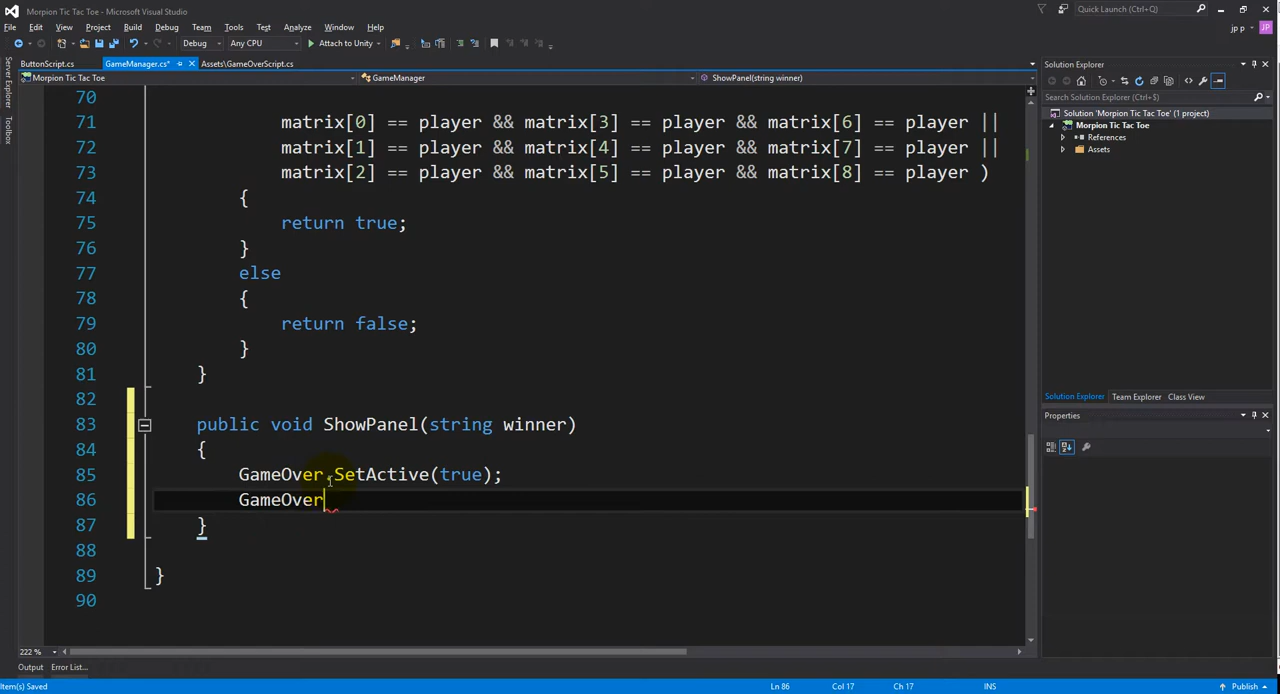 Morpion Tic Tac Toe - Microsoft Visual Studio
Quick Launch (Ctrl+Q)
File Edit View Project Build Debug Team Tools Test Analyze Window Help
jp p
JP
Debug Any CPU Attach to Unity
ButtonScript.cs GameManager.cs* Assets\GameOverScript.cs
Morpion Tic Tac Toe GameManager ShowPanel(string winner)
Server Explorer
Toolbox
70
71 matrix[0] == player && matrix[3] == player && matrix[6] == player ||
72 matrix[1] == player && matrix[4] == player && matrix[7] == player ||
73 matrix[2] == player && matrix[5] == player && matrix[8] == player )
74 {
75 return true;
76 }
77 else
78 {
79 return false;
80 }
81 }
82
83 public void ShowPanel(string winner)
84 {
85 GameOver.SetActive(true);
86 GameOver
87 }
88
89 }
90
222 %
Solution Explorer
Search Solution Explorer (Ctrl+$)
Solution 'Morpion Tic Tac Toe' (1 project)
Morpion Tic Tac Toe
References
Assets
Solution Explorer Team Explorer Class View
Properties
Output Error List...
Item(s) Saved Ln 86 Col 17 Ch 17 INS Publish